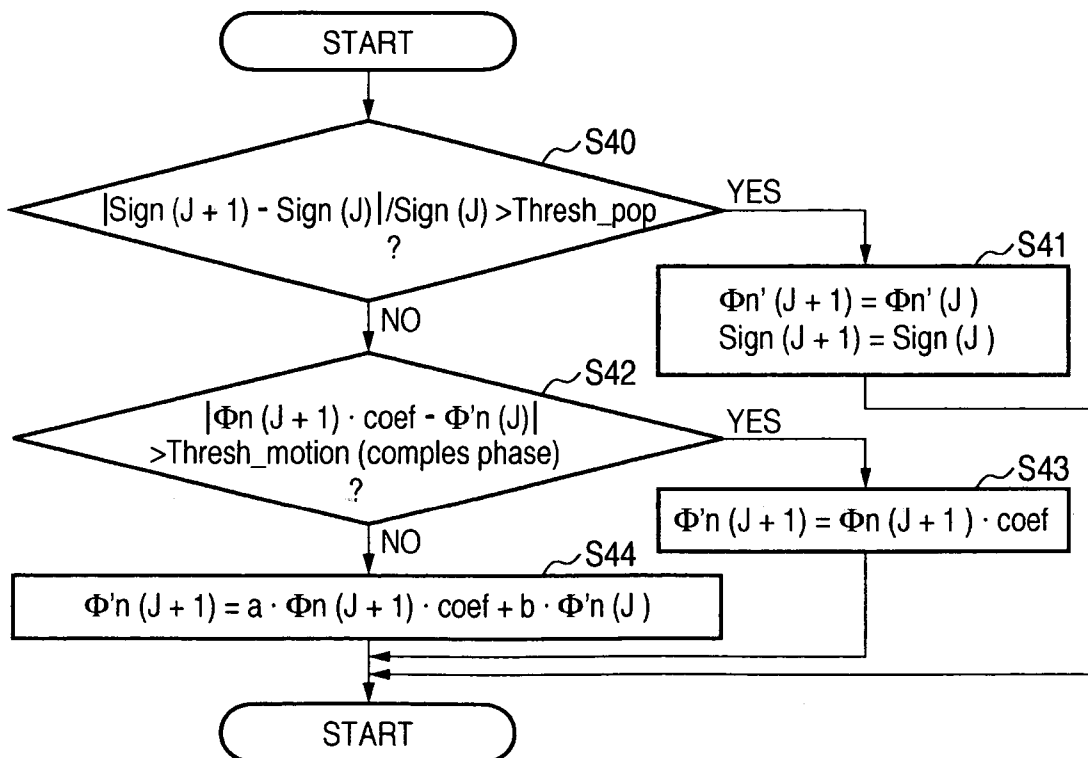 START
S40
|Sign (J + 1) - Sign (J)|/Sign (J) >Thresh_pop
?
YES
S41
Φn' (J + 1) = Φn' (J )
Sign (J + 1) = Sign (J )
NO
S42
|Φn (J + 1) · coef - Φ'n (J)|
>Thresh_motion (comples phase)
?
YES
S43
Φ'n (J + 1) = Φn (J + 1 ) · coef
NO
S44
Φ'n (J + 1) = a · Φn (J + 1) · coef + b · Φ'n (J )
START